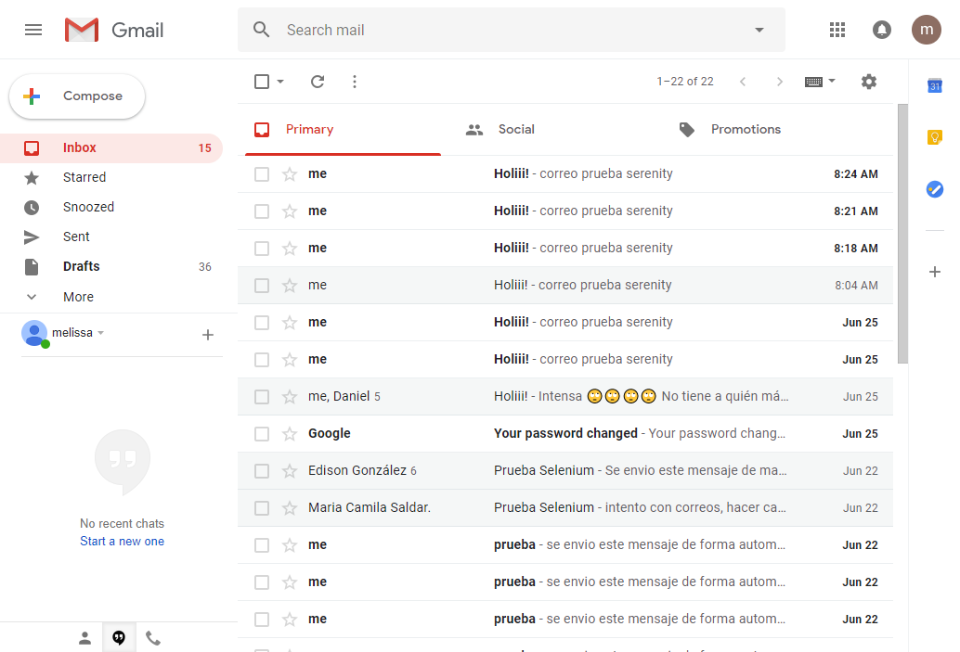 Gmail
Search mail
m
Compose
1–22 of 22
31
Primary
Social
Promotions
Inbox 15
Starred
Snoozed
Sent
Drafts 36
More
melissa
No recent chats
Start a new one
me Holiii! - correo prueba serenity 8:24 AM
me Holiii! - correo prueba serenity 8:21 AM
me Holiii! - correo prueba serenity 8:18 AM
me Holiii! - correo prueba serenity 8:04 AM
me Holiii! - correo prueba serenity Jun 25
me Holiii! - correo prueba serenity Jun 25
me, Daniel 5 Holiii! - Intensa 🙄🙄🙄🙄 No tiene a quién má… Jun 25
Google Your password changed - Your password chang… Jun 25
Edison González 6 Prueba Selenium - Se envio este mensaje de ma… Jun 22
Maria Camila Saldar. Prueba Selenium - intento con correos, hacer ca… Jun 22
me prueba - se envio este mensaje de forma autom… Jun 22
me prueba - se envio este mensaje de forma autom… Jun 22
me prueba - se envio este mensaje de forma autom… Jun 22